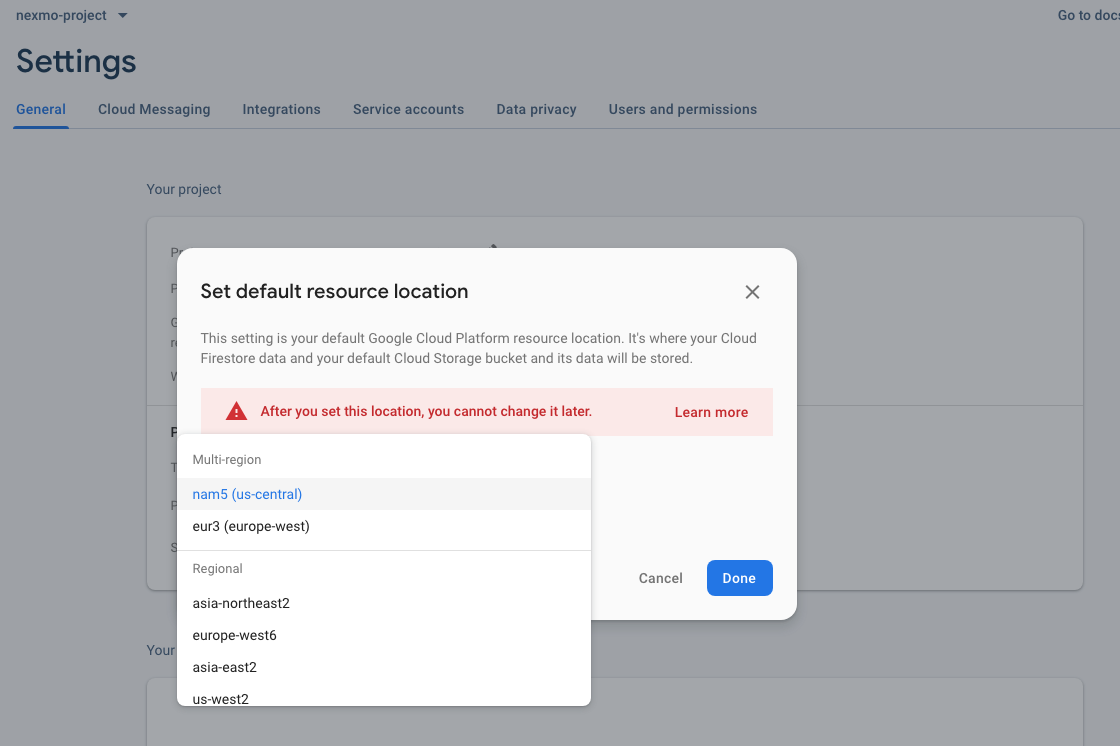 nexmo-project
Go to docs
Settings
General
Cloud Messaging
Integrations
Service accounts
Data privacy
Users and permissions
Your project
Set default resource location
This setting is your default Google Cloud Platform resource location. It's where your Cloud
Firestore data and your default Cloud Storage bucket and its data will be stored.
After you set this location, you cannot change it later.
Learn more
Multi-region
nam5 (us-central)
eur3 (europe-west)
Regional
asia-northeast2
europe-west6
asia-east2
us-west2
Cancel
Done
Your